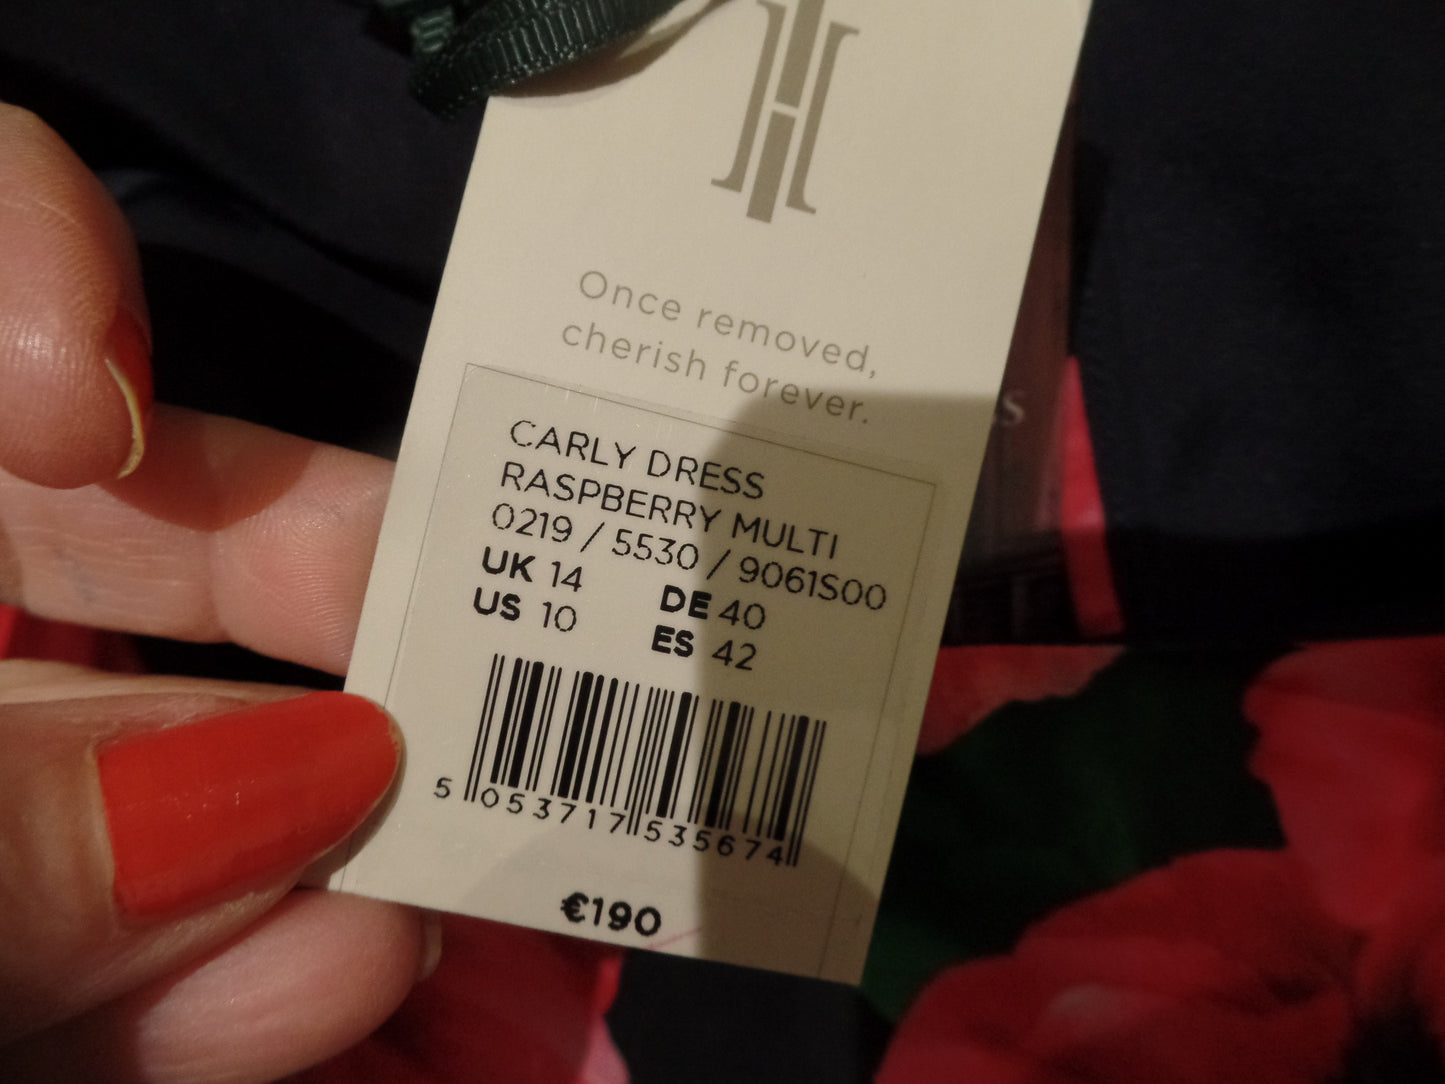 Once removed,
cherish forever.
CARLY DRESS
RASPBERRY MULTI
0219 / 5530 / 9061S00
UK 14 DE 40
US 10 ES 42
5 053717 535674
€190